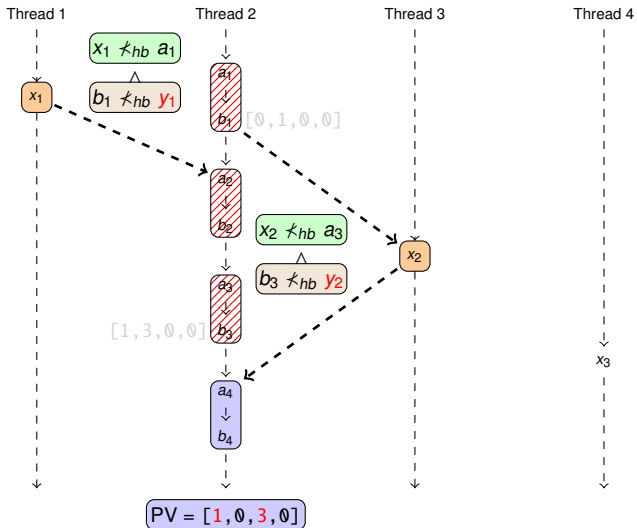 Thread 1 Thread 2 Thread 3 Thread 4
x₁ ⊀hb a₁
a₁
x₁
b₁ ⊀hb y₁
b₁ [0,1,0,0]
a₂
b₂
x₂ ⊀hb a₃
x₂
b₃ ⊀hb y₂
a₃
[1,3,0,0] b₃
x₃
a₄
b₄
PV = [1,0,3,0]